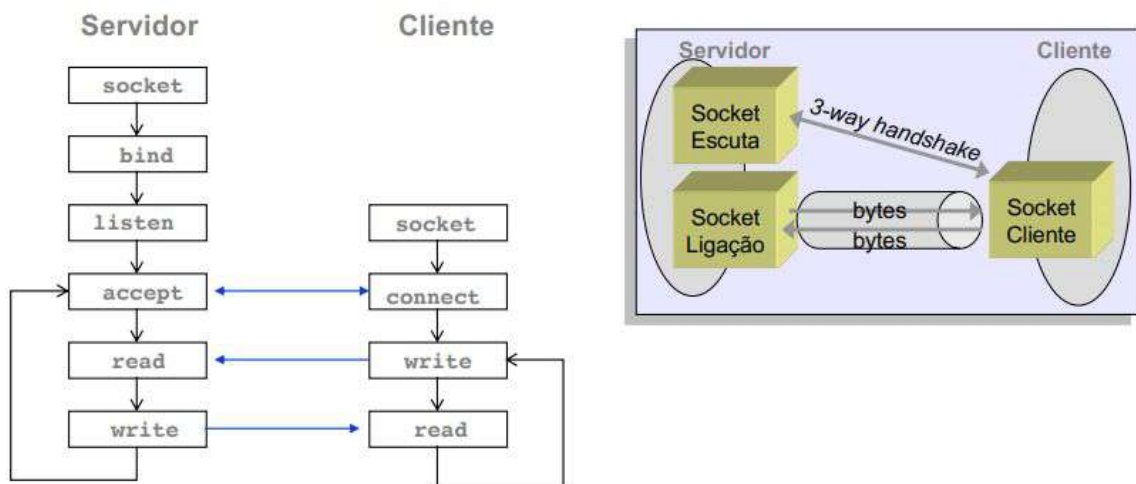 Servidor
Cliente
socket
bind
listen
accept
read
write
socket
connect
write
read
Servidor
Cliente
Socket
Escuta
3-way handshake
Socket
Ligação
bytes
bytes
Socket
Cliente